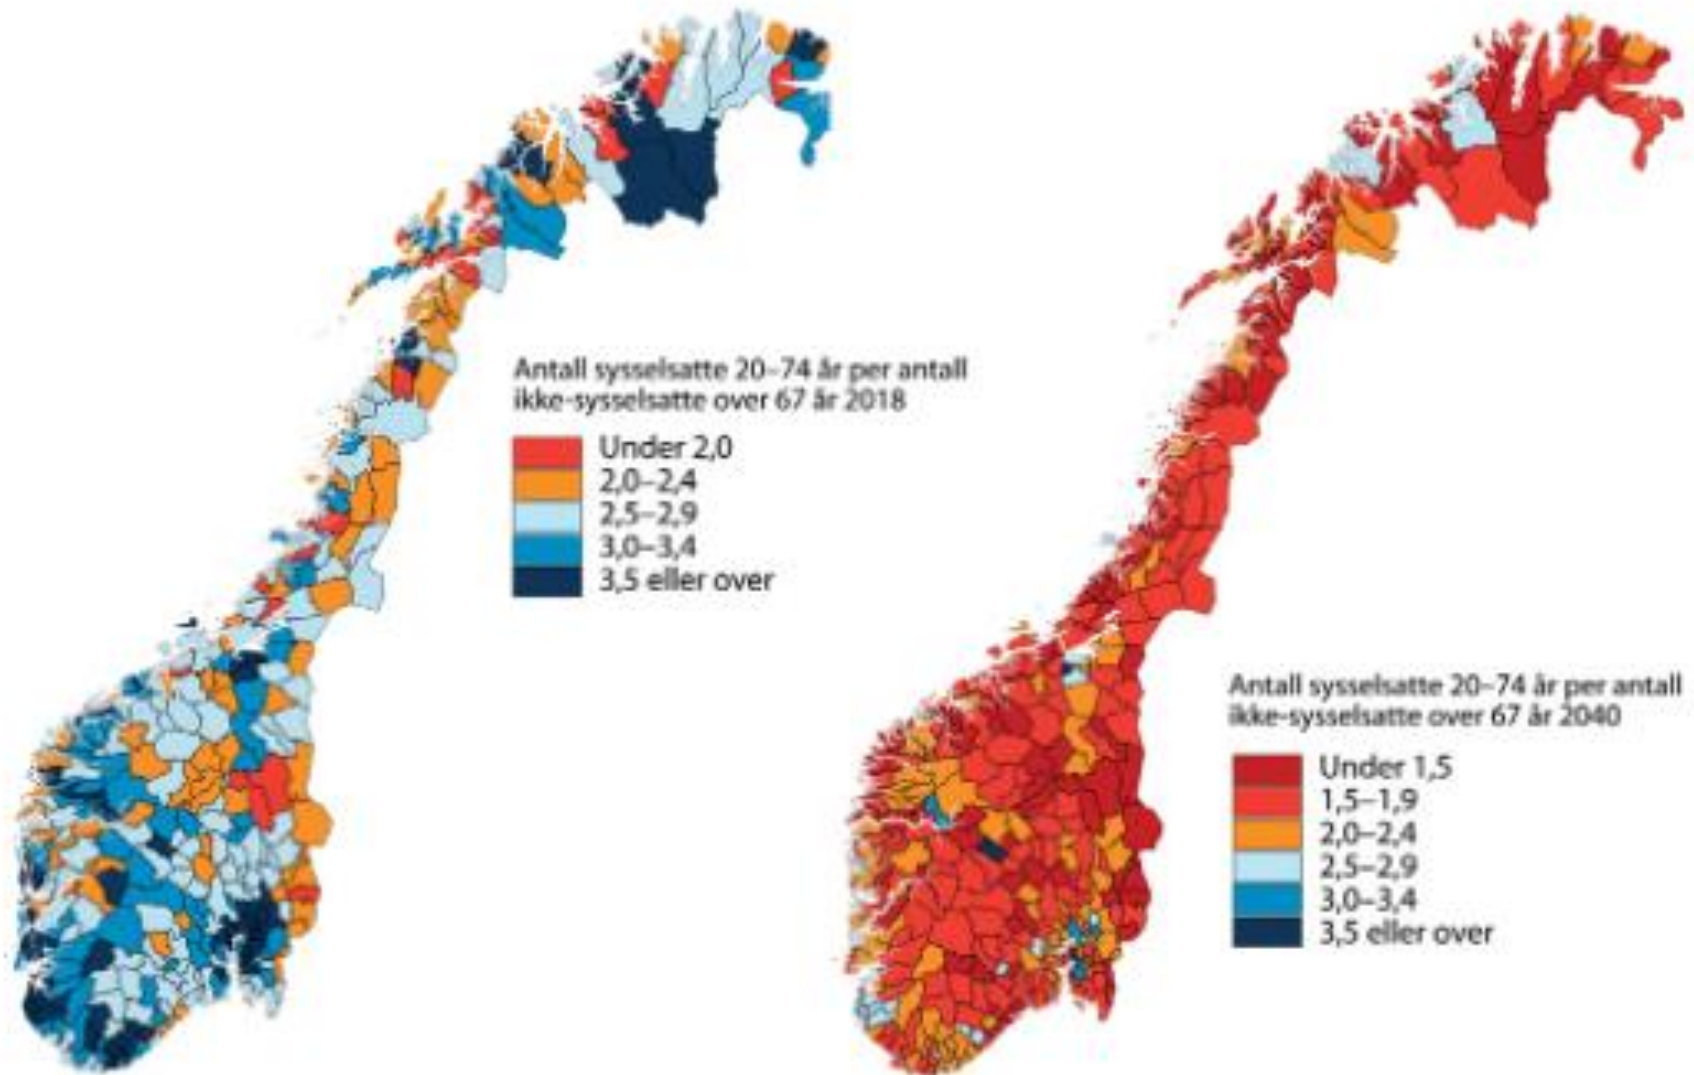 Antall sysselsatte 20–74 år per antall
ikke-sysselsatte over 67 år 2018
Under 2,0
2,0–2,4
2,5–2,9
3,0–3,4
3,5 eller over
Antall sysselsatte 20–74 år per antall
ikke-sysselsatte over 67 år 2040
Under 1,5
1,5–1,9
2,0–2,4
2,5–2,9
3,0–3,4
3,5 eller over